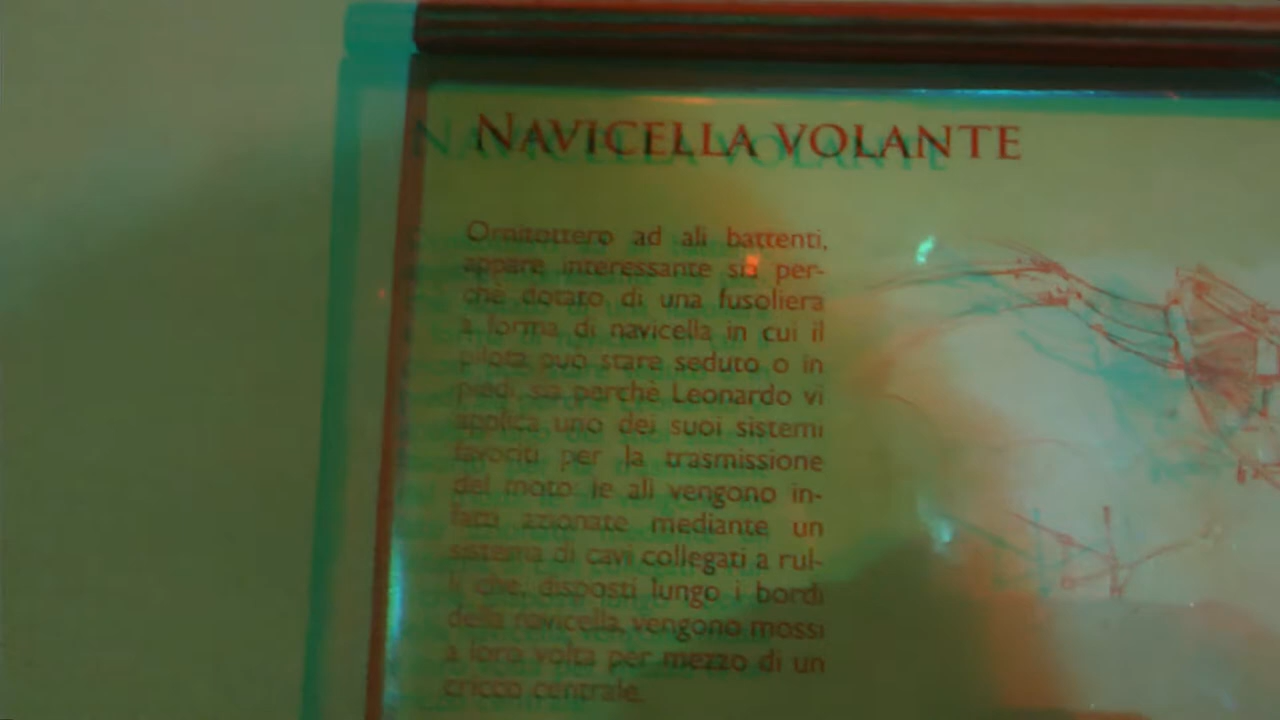 NAVICELLA VOLANTE
Ornitottero ad ali battenti,
appare interessante sia per-
chè dotato di una fusoliera
a forma di navicella in cui il
pilota può stare seduto o in
piedi, sia perchè Leonardo vi
applica uno dei suoi sistemi
favoriti per la trasmissione
del moto: le ali vengono in-
fatti azionate mediante un
sistema di cavi collegati a rul-
li che, disposti lungo i bordi
della navicella, vengono mossi
a loro volta per mezzo di un
cricco centrale.